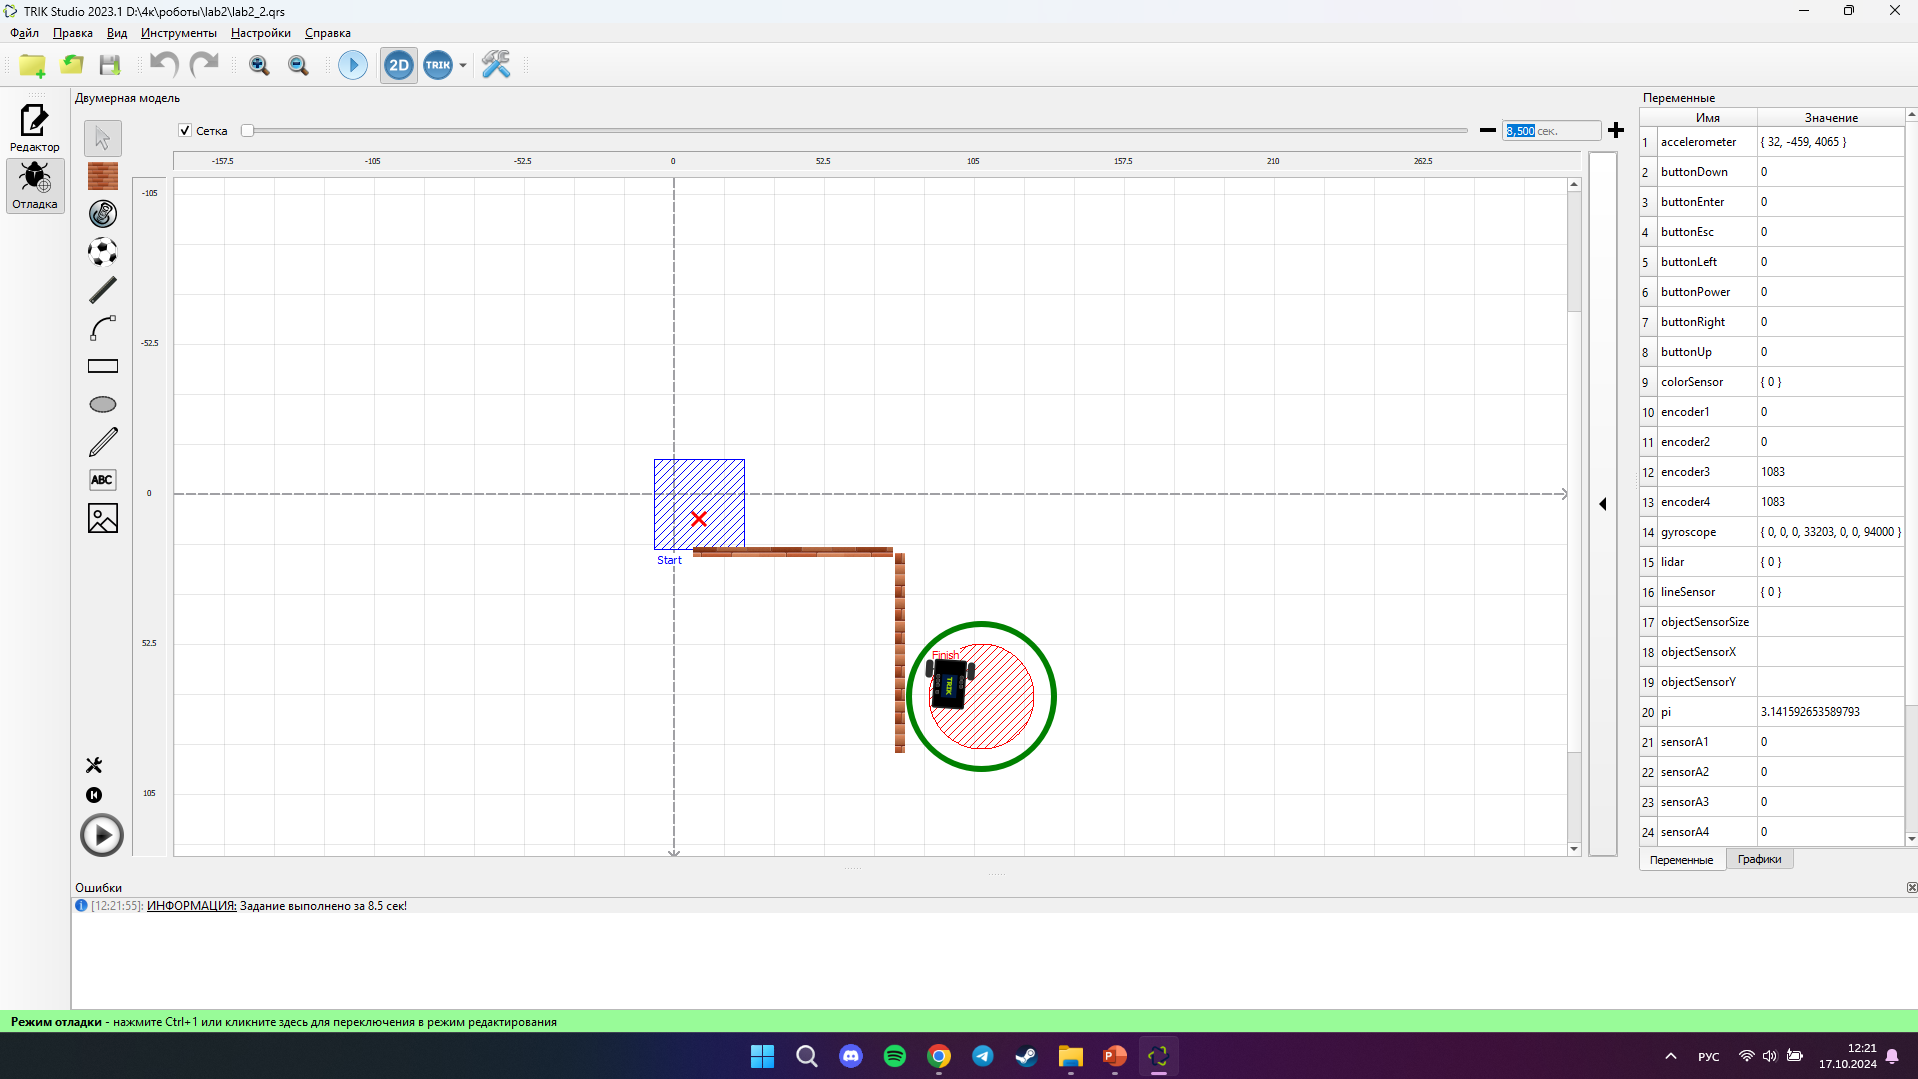 TRIK Studio 2023.1 D:\4к\роботы\lab2\lab2_2.qrs
Файл Правка Вид Инструменты Настройки Справка
2D TRIK
Редактор
Отладка
Двумерная модель
Сетка
8,500 сек.
-157.5 -105 -52.5 0 52.5 105 157.5 210 262.5
-105
-52.5
0
52.5
105
ABC
Start
Finish
TRIK
Переменные
Имя Значение
1 accelerometer { 32, -459, 4065 }
2 buttonDown 0
3 buttonEnter 0
4 buttonEsc 0
5 buttonLeft 0
6 buttonPower 0
7 buttonRight 0
8 buttonUp 0
9 colorSensor { 0 }
10 encoder1 0
11 encoder2 0
12 encoder3 1083
13 encoder4 1083
14 gyroscope { 0, 0, 0, 33203, 0, 0, 94000 }
15 lidar { 0 }
16 lineSensor { 0 }
17 objectSensorSize
18 objectSensorX
19 objectSensorY
20 pi 3.141592653589793
21 sensorA1 0
22 sensorA2 0
23 sensorA3 0
24 sensorA4 0
Переменные Графики
Ошибки
[12:21:55]: ИНФОРМАЦИЯ: Задание выполнено за 8.5 сек!
Режим отладки - нажмите Ctrl+1 или кликните здесь для переключения в режим редактирования
РУС
12:21
17.10.2024